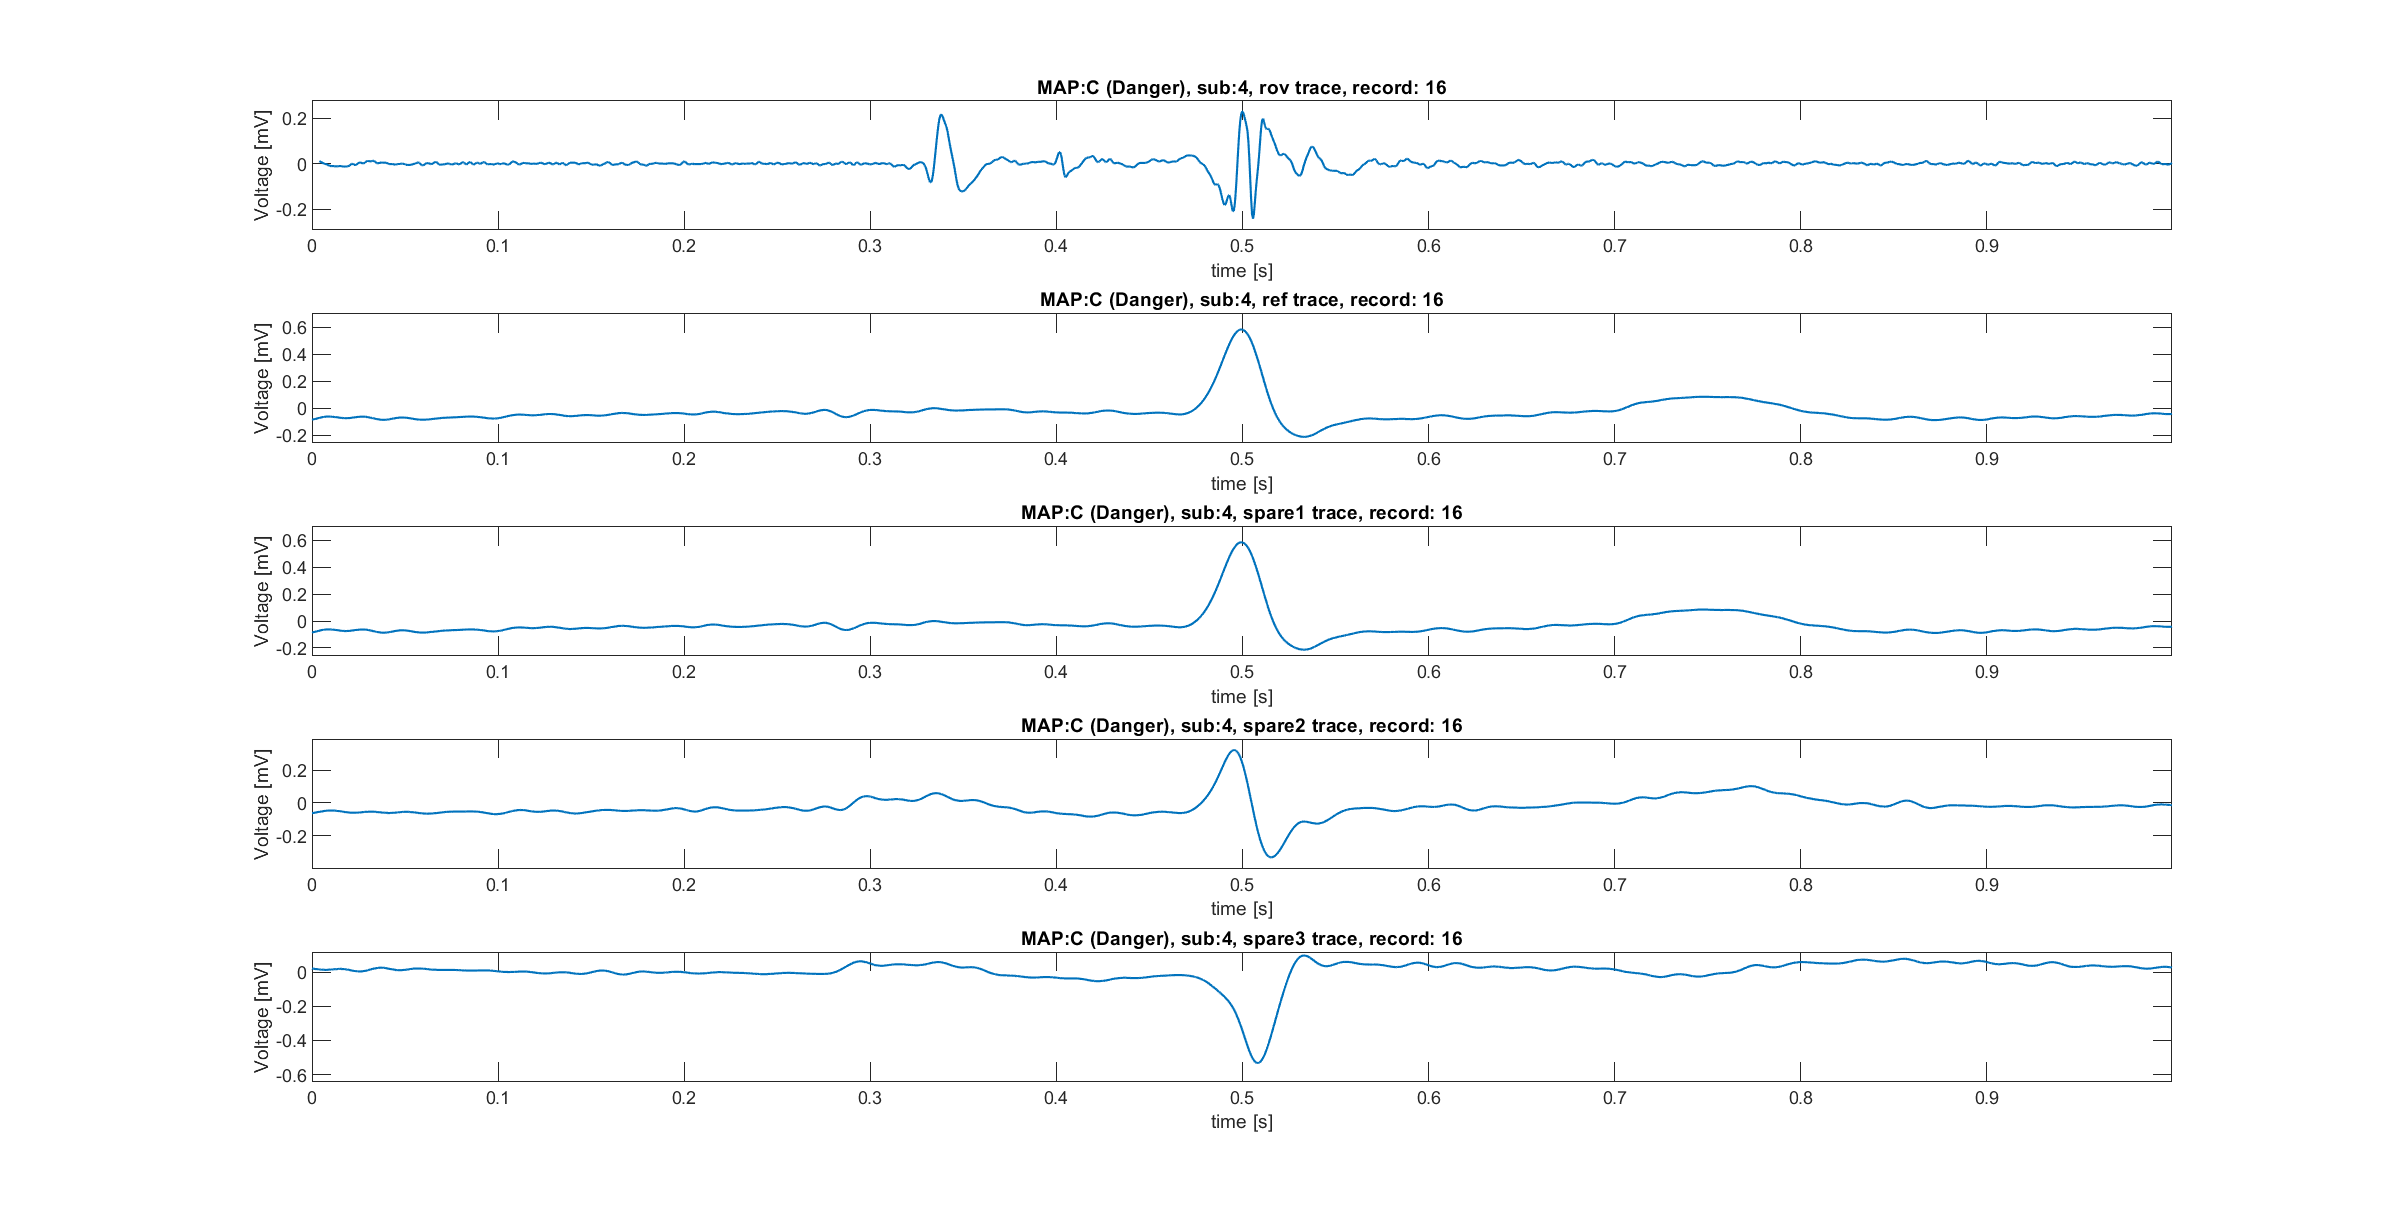 MAP:C (Danger), sub:4, rov trace, record: 16
Voltage [mV]
0.2
0
-0.2
0 0.1 0.2 0.3 0.4 0.5 0.6 0.7 0.8 0.9
time [s]
MAP:C (Danger), sub:4, ref trace, record: 16
Voltage [mV]
0.6
0.4
0.2
0
-0.2
0 0.1 0.2 0.3 0.4 0.5 0.6 0.7 0.8 0.9
time [s]
MAP:C (Danger), sub:4, spare1 trace, record: 16
Voltage [mV]
0.6
0.4
0.2
0
-0.2
0 0.1 0.2 0.3 0.4 0.5 0.6 0.7 0.8 0.9
time [s]
MAP:C (Danger), sub:4, spare2 trace, record: 16
Voltage [mV]
0.2
0
-0.2
0 0.1 0.2 0.3 0.4 0.5 0.6 0.7 0.8 0.9
time [s]
MAP:C (Danger), sub:4, spare3 trace, record: 16
Voltage [mV]
0
-0.2
-0.4
-0.6
0 0.1 0.2 0.3 0.4 0.5 0.6 0.7 0.8 0.9
time [s]